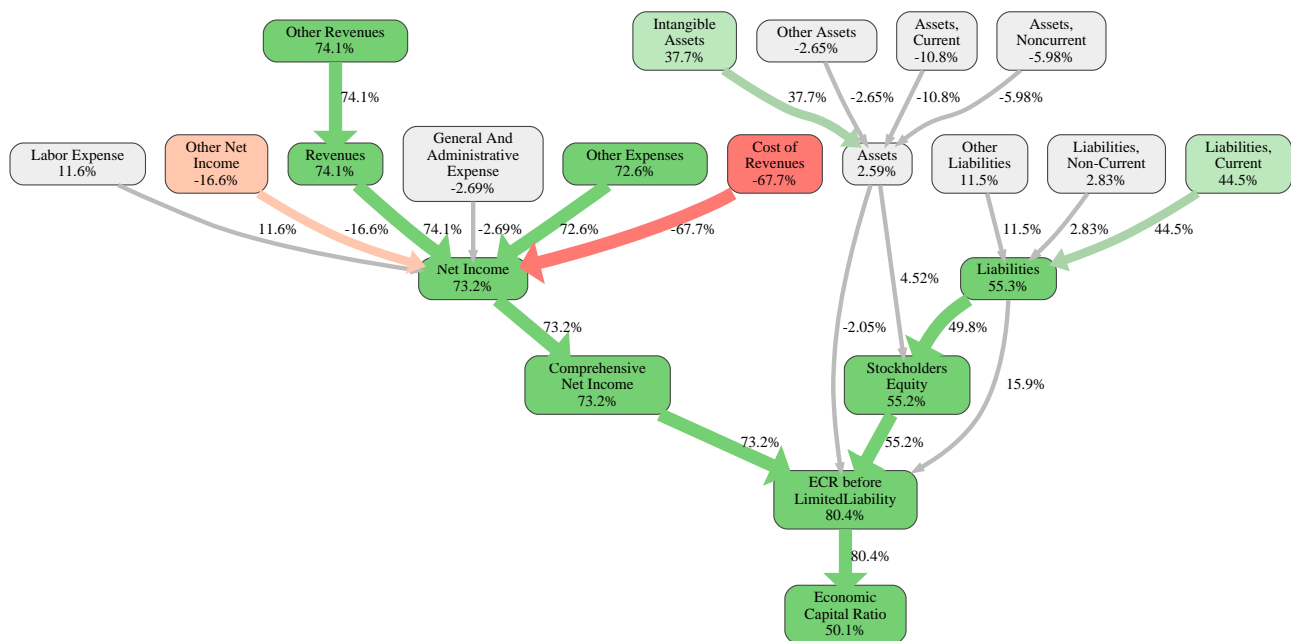 Other Revenues
74.1%
Intangible
Assets
37.7%
Other Assets
-2.65%
Assets,
Current
-10.8%
Assets,
Noncurrent
-5.98%
74.1%
37.7%
-2.65%
-10.8%
-5.98%
Labor Expense
11.6%
Other Net
Income
-16.6%
Revenues
74.1%
General And
Administrative
Expense
-2.69%
Other Expenses
72.6%
Cost of
Revenues
-67.7%
Assets
2.59%
Other
Liabilities
11.5%
Liabilities,
Non-Current
2.83%
Liabilities,
Current
44.5%
11.6%
-16.6%
74.1%
-2.69%
72.6%
-67.7%
11.5%
2.83%
44.5%
Net Income
73.2%
4.52%
Liabilities
55.3%
73.2%
-2.05%
49.8%
Comprehensive
Net Income
73.2%
Stockholders
Equity
55.2%
15.9%
73.2%
55.2%
ECR before
LimitedLiability
80.4%
80.4%
Economic
Capital Ratio
50.1%